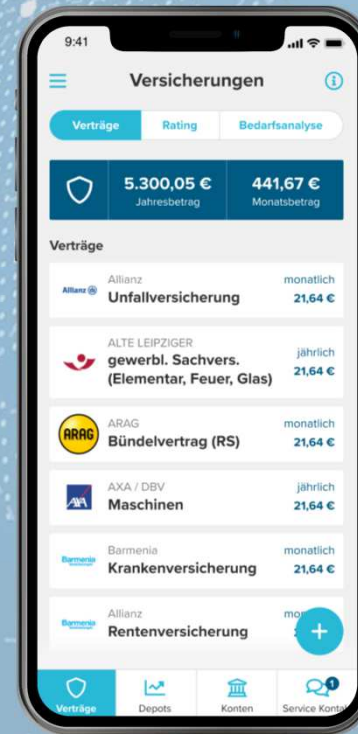 9:41
Versicherungen
Verträge Rating Bedarfsanalyse
5.300,05 € 441,67 €
Jahresbetrag Monatsbetrag
Verträge
Allianz monatlich
Allianz Unfallversicherung 21,64 €
ALTE LEIPZIGER
gewerbl. Sachvers. jährlich
(Elementar, Feuer, Glas) 21,64 €
ARAG monatlich
ARAG Bündelvertrag (RS) 21,64 €
AXA / DBV jährlich
AXA Maschinen 21,64 €
Barmenia monatlich
Barmenia Krankenversicherung 21,64 €
Allianz
Barmenia Rentenversicherung +
1
Verträge Depots Konten Service